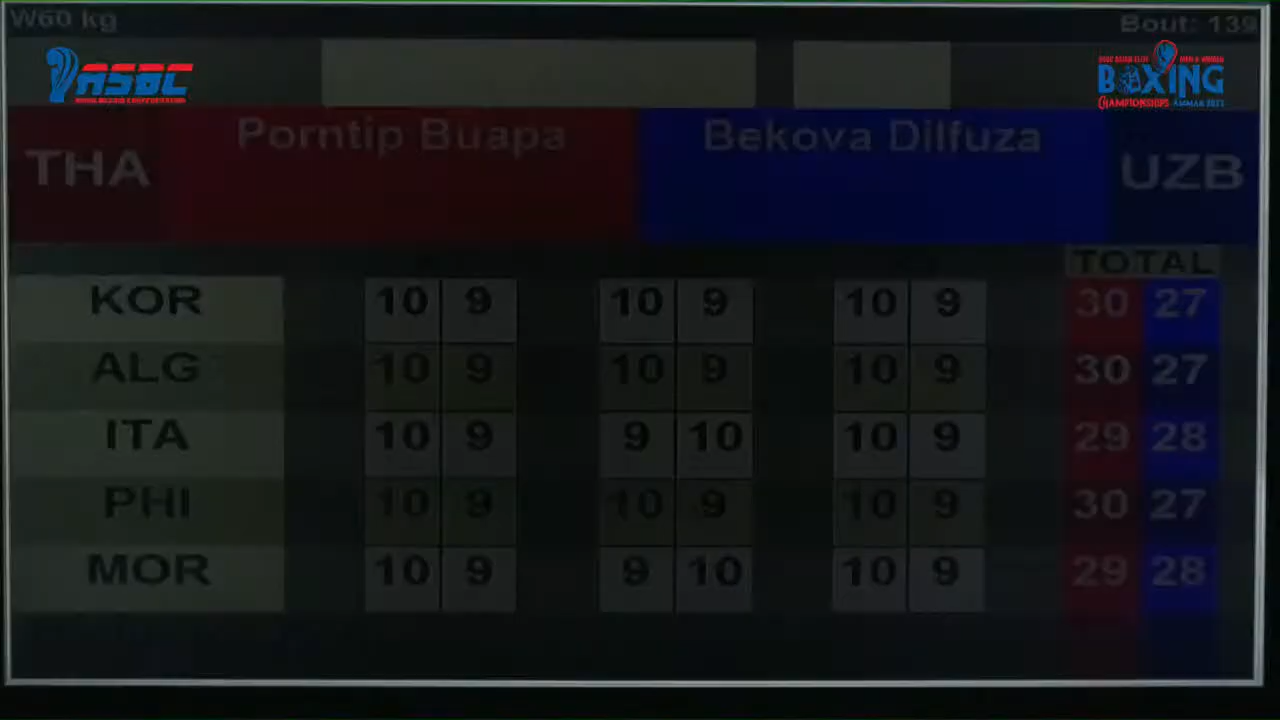 W60 kg
Bout: 139
ASBC
BOXING
CHAMPIONSHIPS
THA
Porntip Buapa
Bekova Dilfuza
UZB
TOTAL
KOR 10 9 10 9 10 9 30 27
ALG 10 9 10 9 10 9 30 27
ITA 10 9 9 10 10 9 29 28
PHI 10 9 10 9 10 9 30 27
MOR 10 9 9 10 10 9 29 28